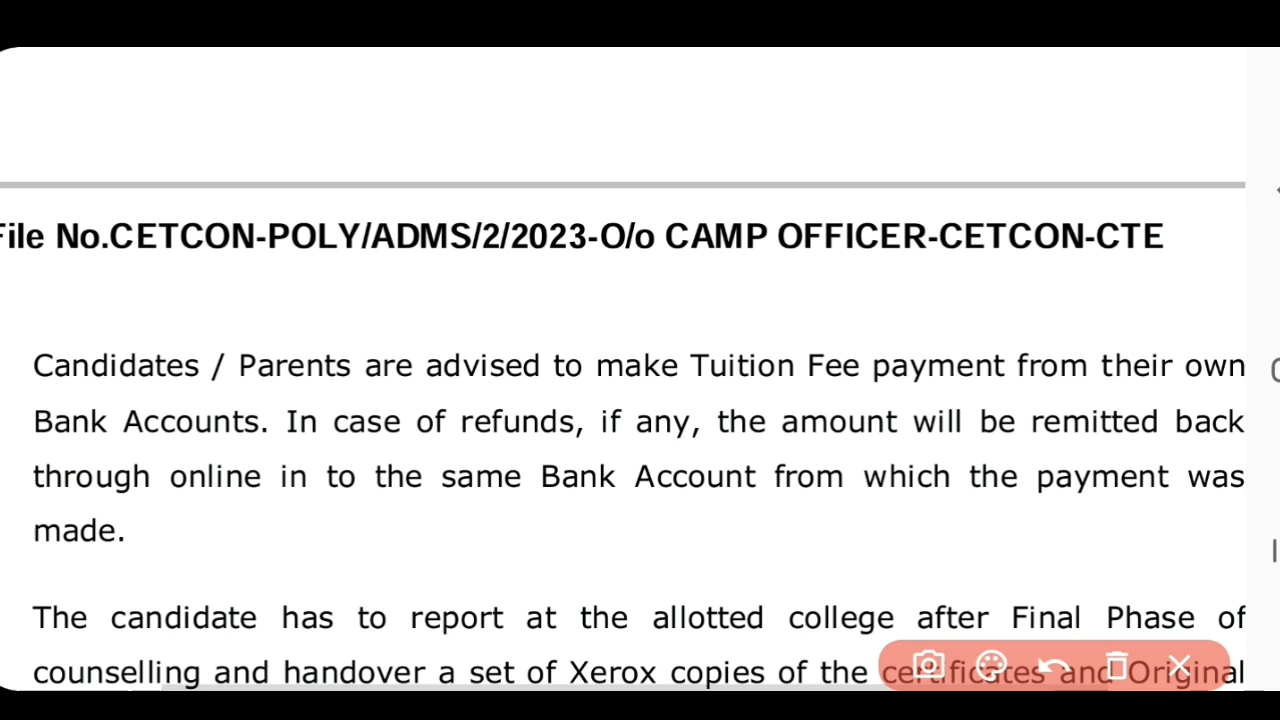 File No.CETCON-POLY/ADMS/2/2023-O/o CAMP OFFICER-CETCON-CTE
Candidates / Parents are advised to make Tuition Fee payment from their own
Bank Accounts. In case of refunds, if any, the amount will be remitted back
through online in to the same Bank Account from which the payment was
made.
The candidate has to report at the allotted college after Final Phase of
counselling and handover a set of Xerox copies of the certificates and Original